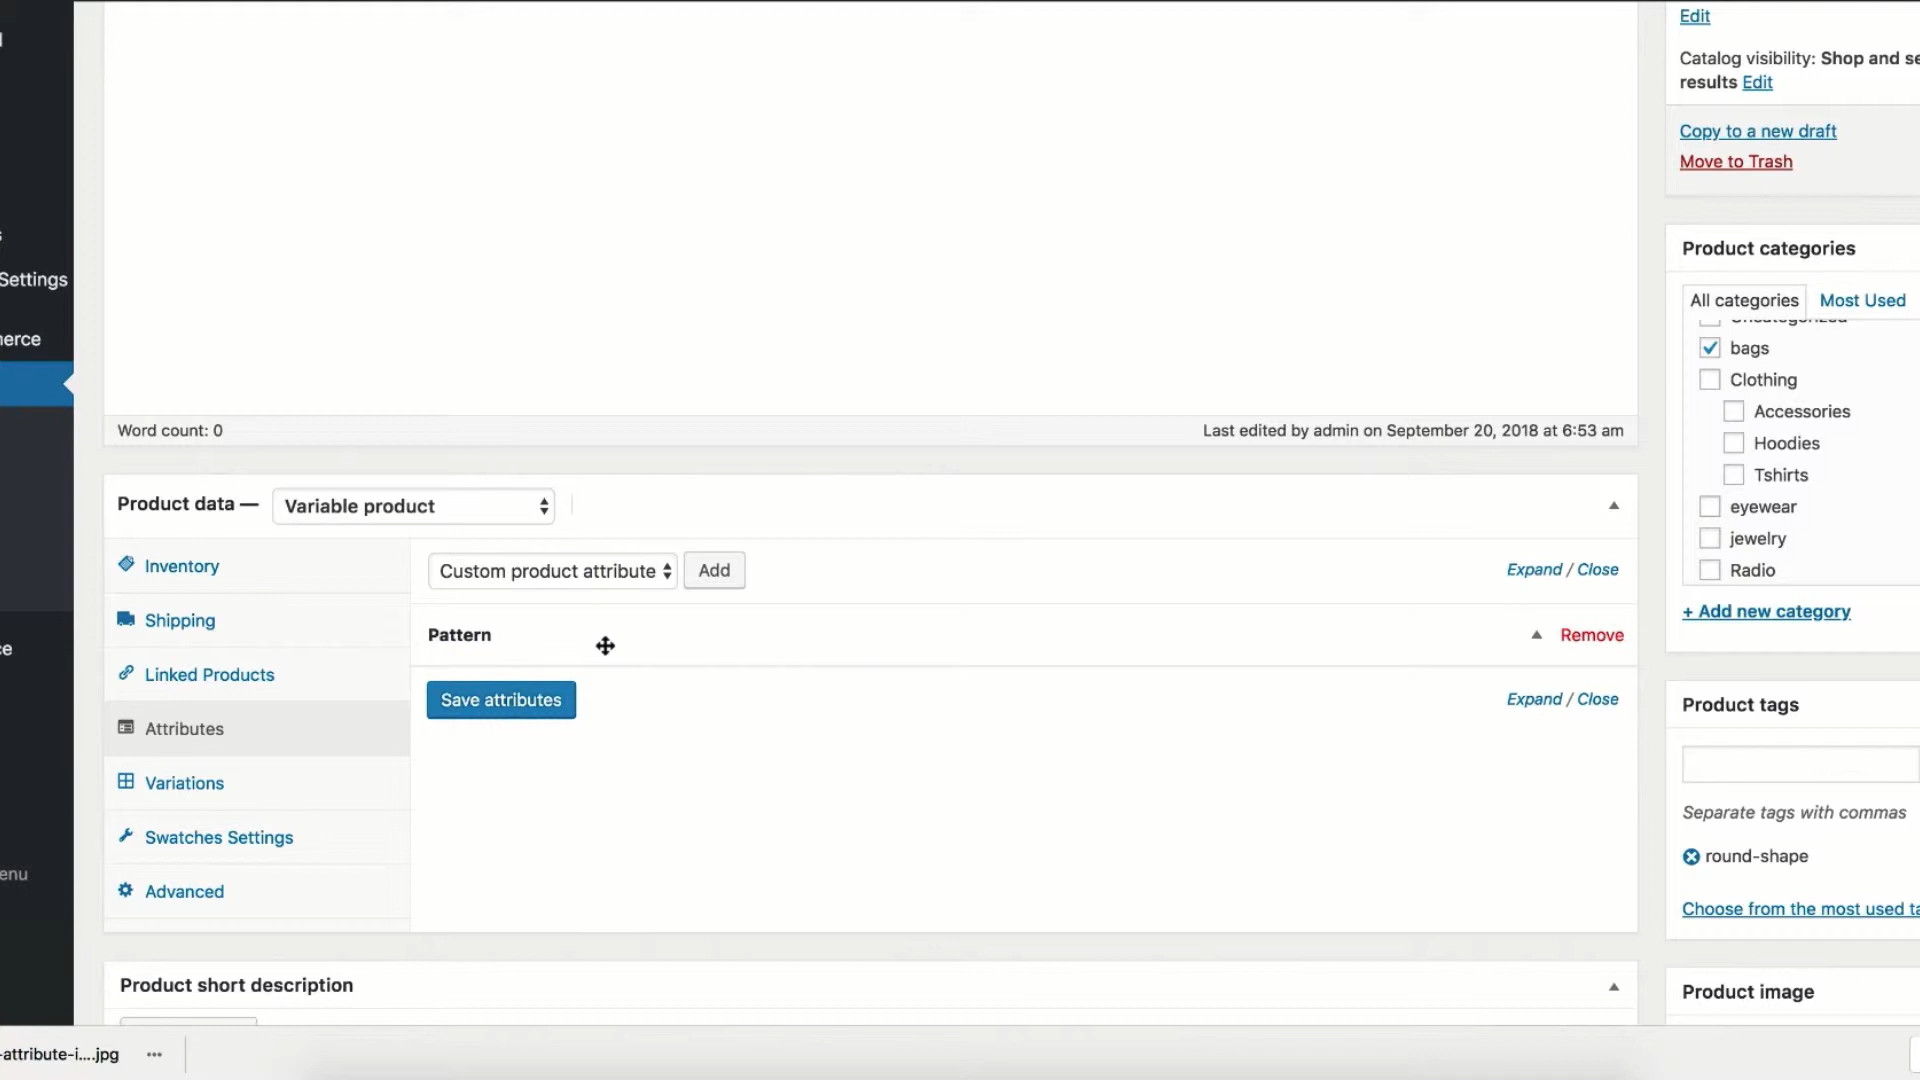 Edit
Catalog visibility: Shop and se
results Edit
Copy to a new draft
Move to Trash
Settings
erce
Product categories
All categories
Most Used
Uncategorized
bags
Clothing
Accessories
Hoodies
Tshirts
eyewear
jewelry
Radio
+ Add new category
Word count: 0
Last edited by admin on September 20, 2018 at 6:53 am
Product data —
Variable product
Inventory
Shipping
Linked Products
Attributes
Variations
Swatches Settings
Advanced
Custom product attribute
Add
Expand / Close
Pattern
Remove
Save attributes
Expand / Close
ce
enu
Product tags
Separate tags with commas
round-shape
Choose from the most used ta
Product short description
Product image
-attribute-i....jpg